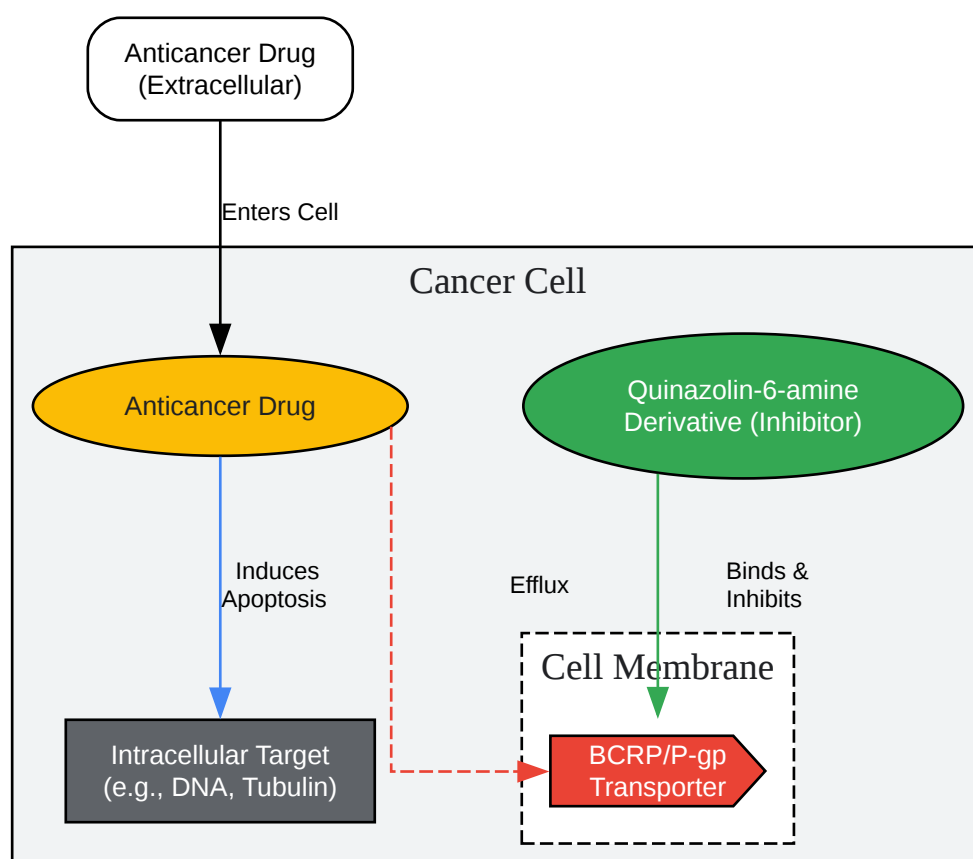 Anticancer Drug
(Extracellular)
Enters Cell
Cancer Cell
Anticancer Drug
Quinazolin-6-amine
Derivative (Inhibitor)
Induces
Apoptosis
Efflux
Binds &
Inhibits
Cell Membrane
Intracellular Target
(e.g., DNA, Tubulin)
BCRP/P-gp
Transporter